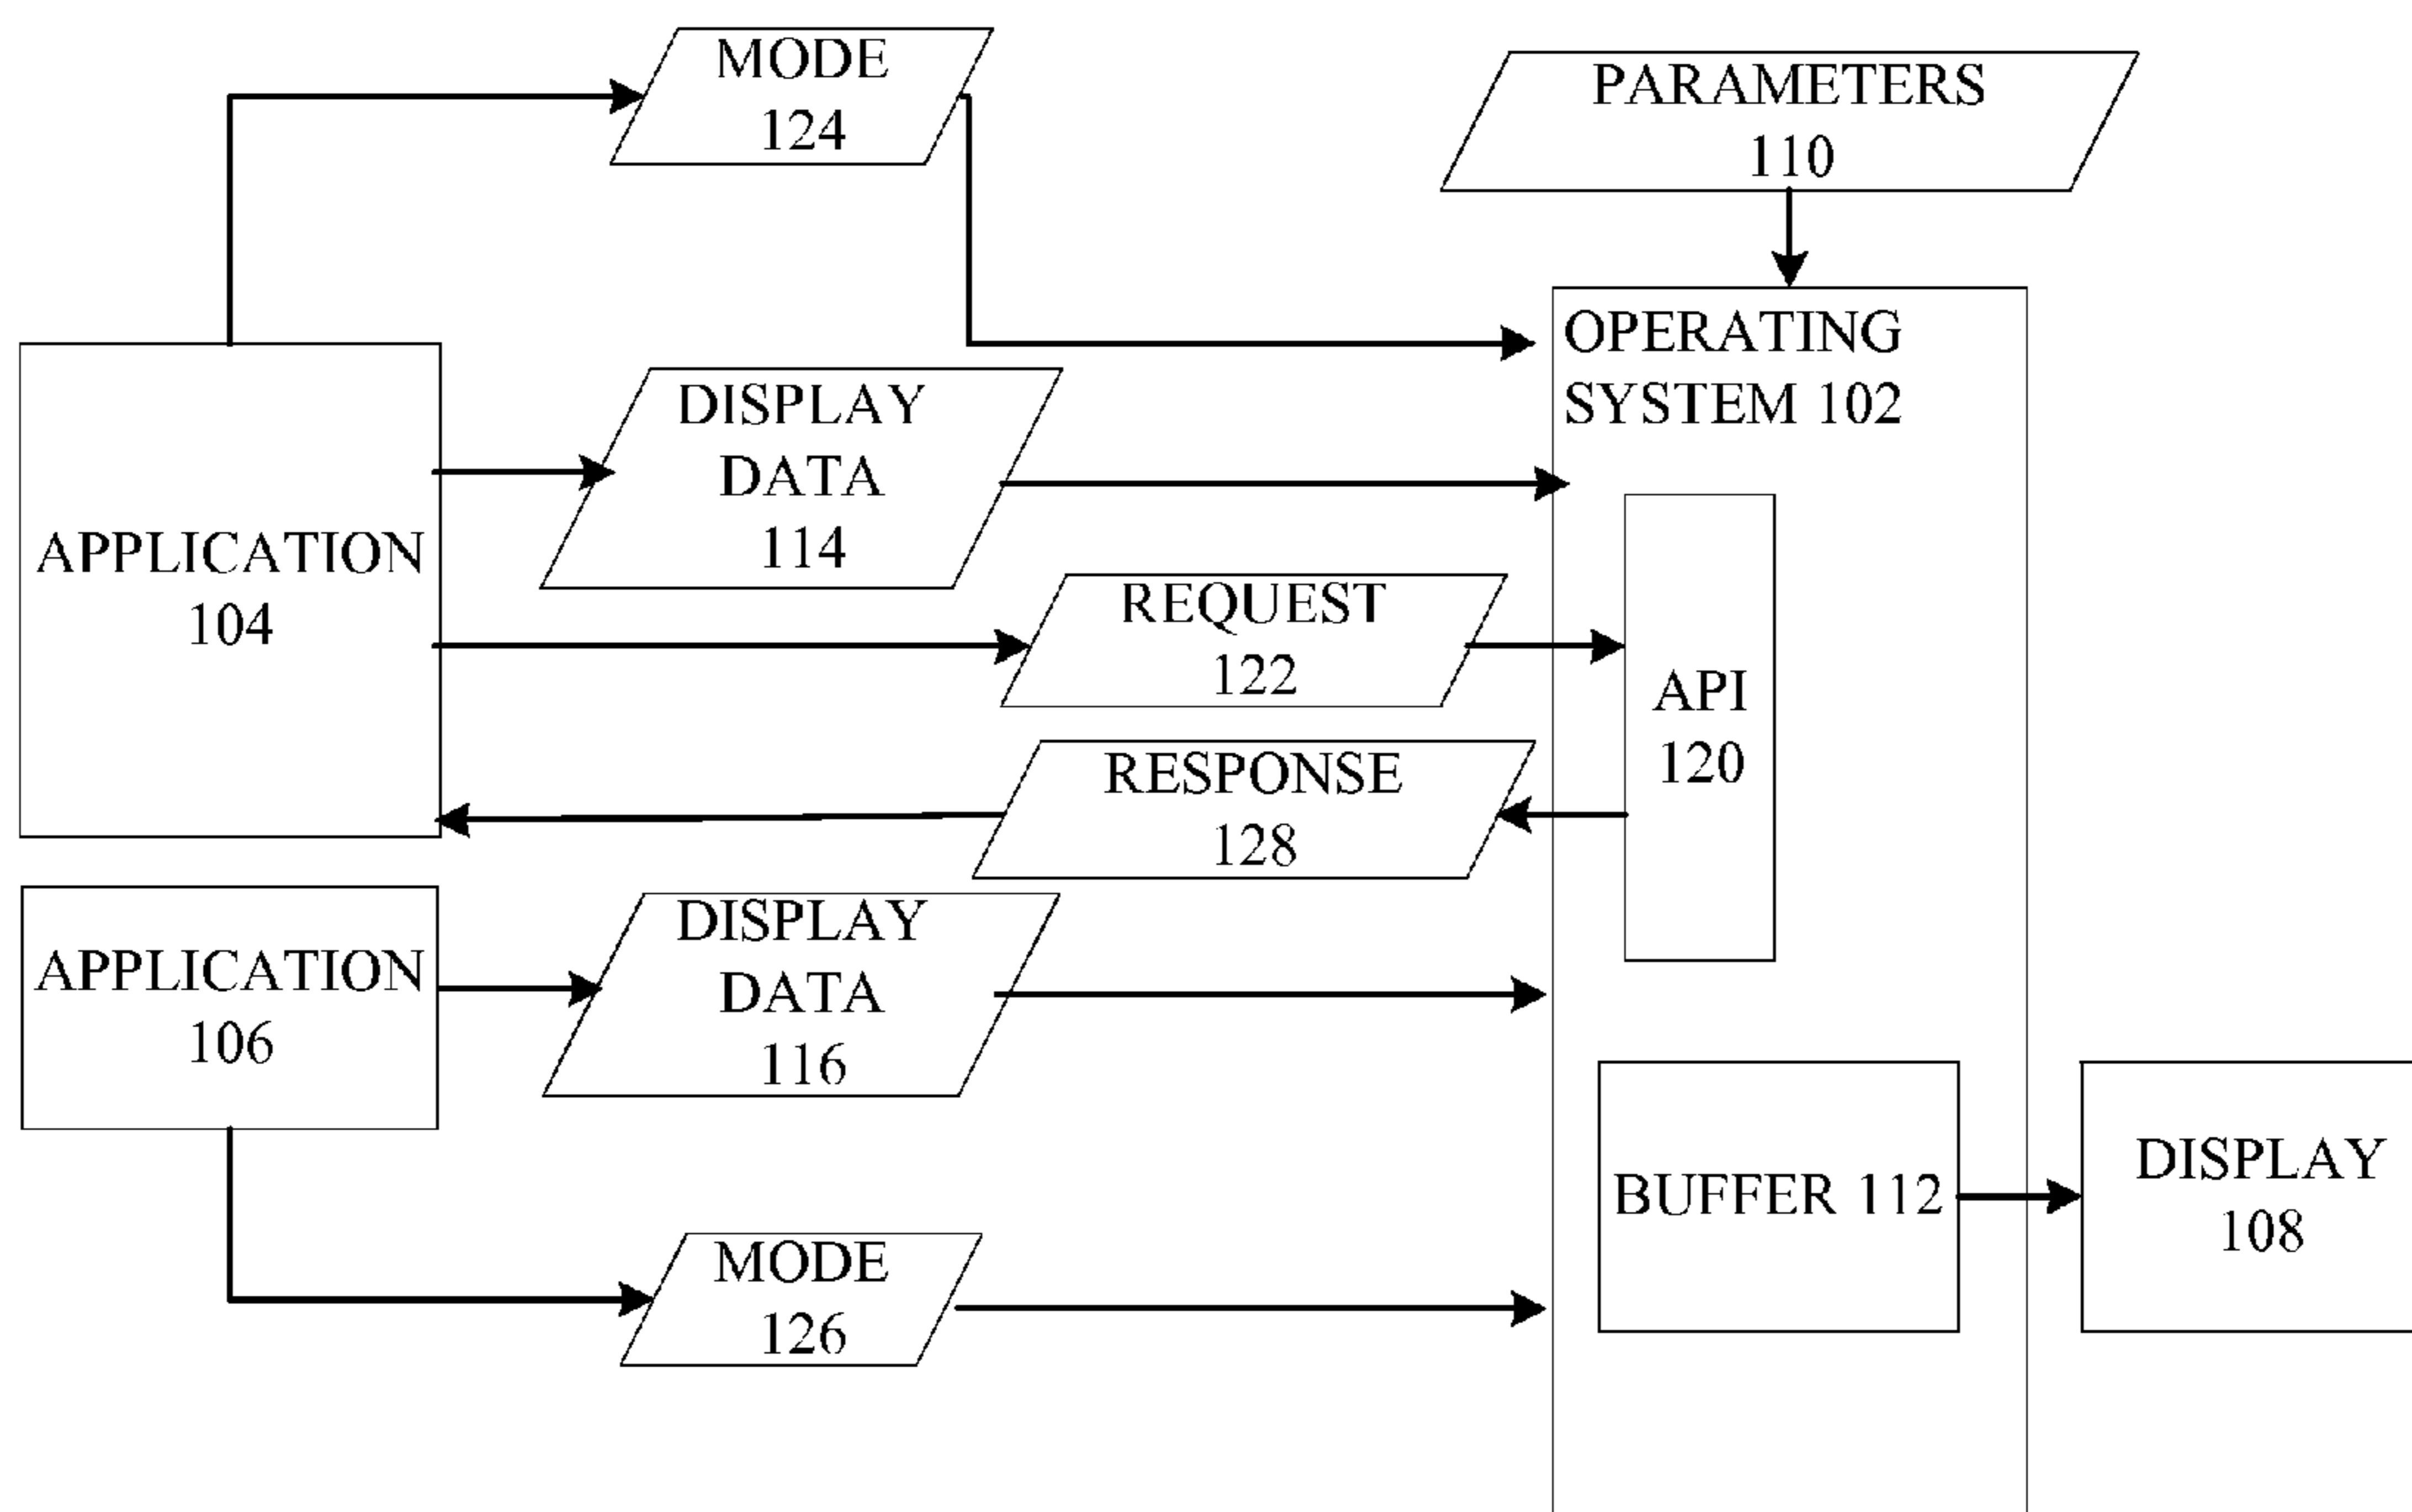 MODE
124
PARAMETERS
110
OPERATING
SYSTEM 102
DISPLAY
DATA
114
APPLICATION
104
REQUEST
122
API
120
RESPONSE
128
APPLICATION
106
DISPLAY
DATA
116
BUFFER 112
DISPLAY
108
MODE
126